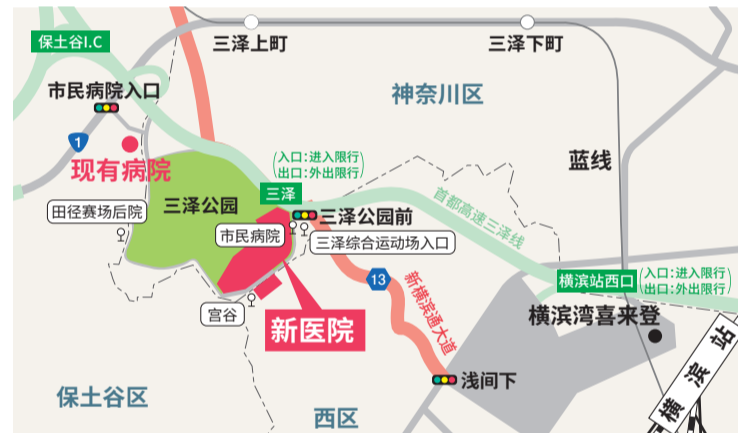 保土谷I.C
三泽上町
三泽下町
市民病院入口
神奈川区
1
现有病院
(入口:进入限行)
(出口:外出限行)
蓝线
三泽
三泽公园
田径赛场后院
三泽公园前
首都高速三泽线
市民病院
三泽综合运动场入口
13
新横滨通大道
横滨站西口
(入口:进入限行)
(出口:外出限行)
宫谷
新医院
横滨湾喜来登
横滨站
浅间下
保土谷区
西区